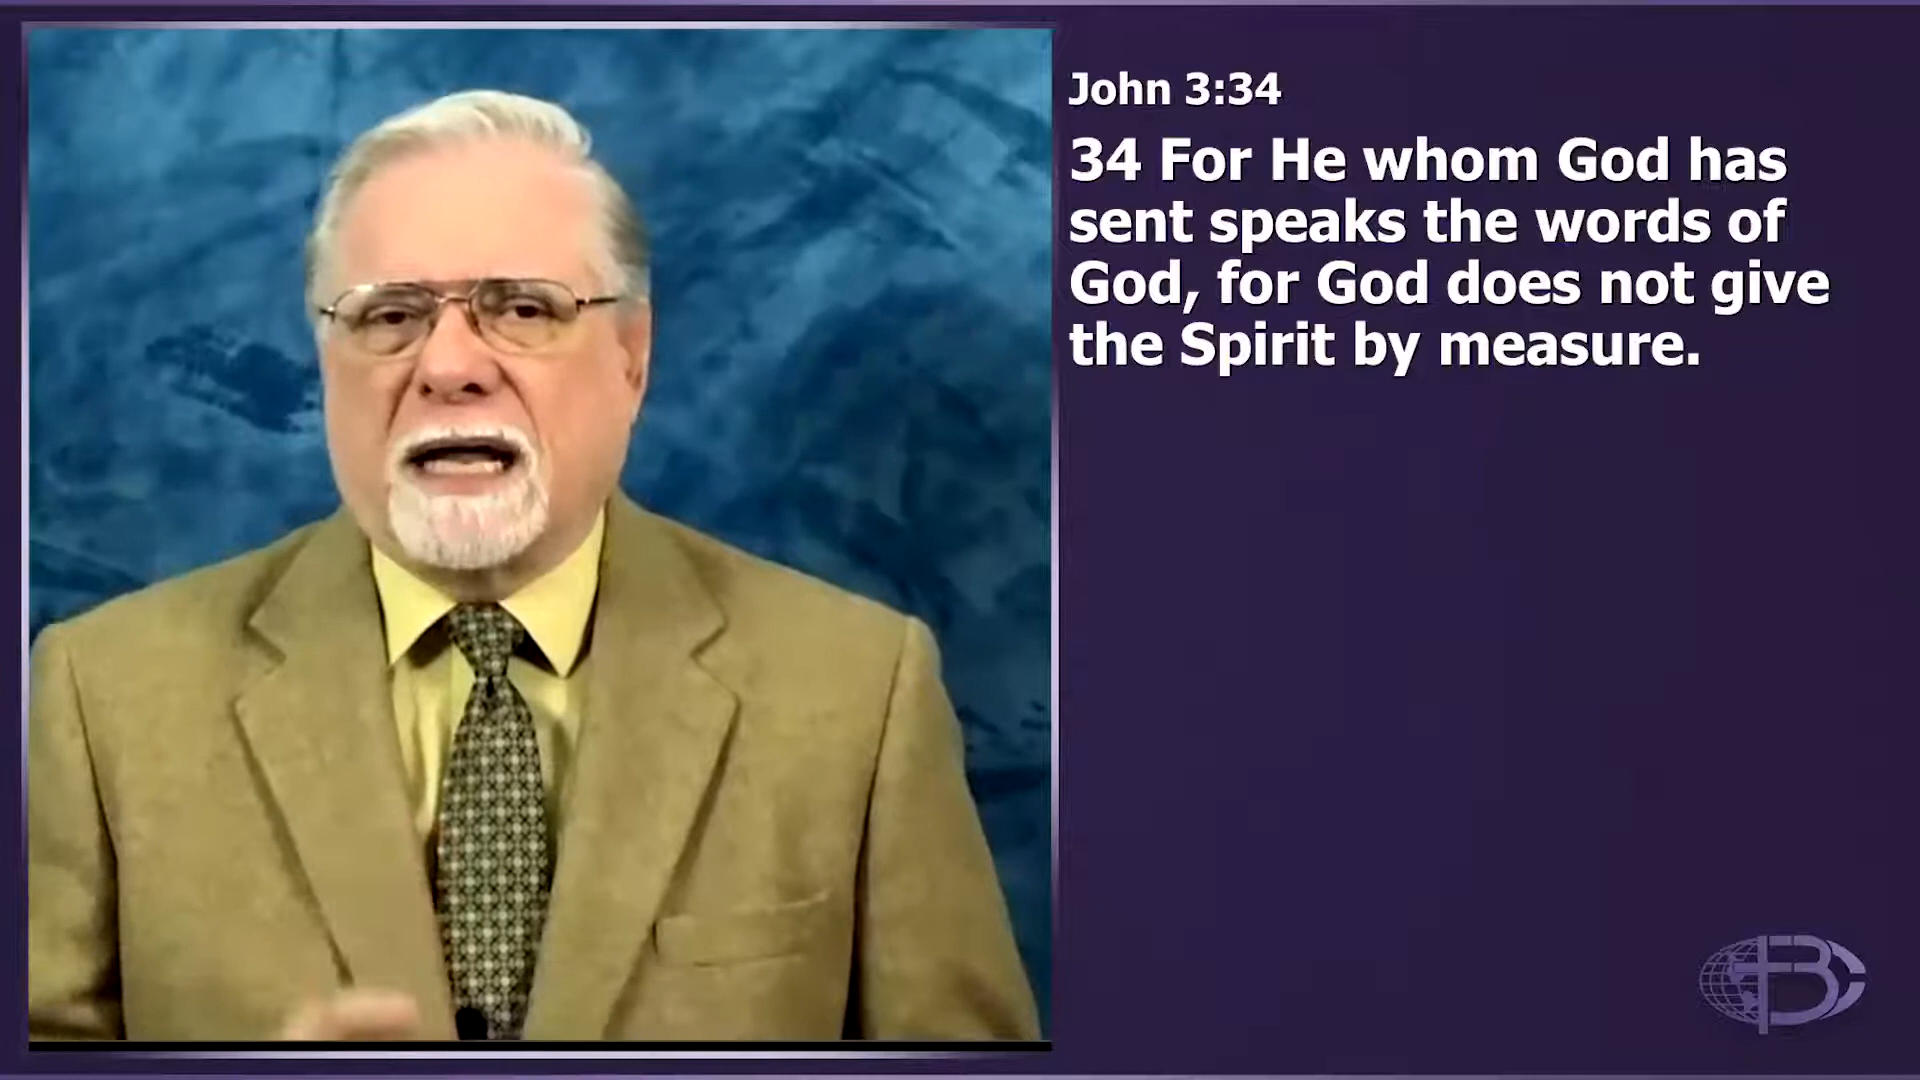 John 3:34
34 For He whom God has
sent speaks the words of
God, for God does not give
the Spirit by measure.